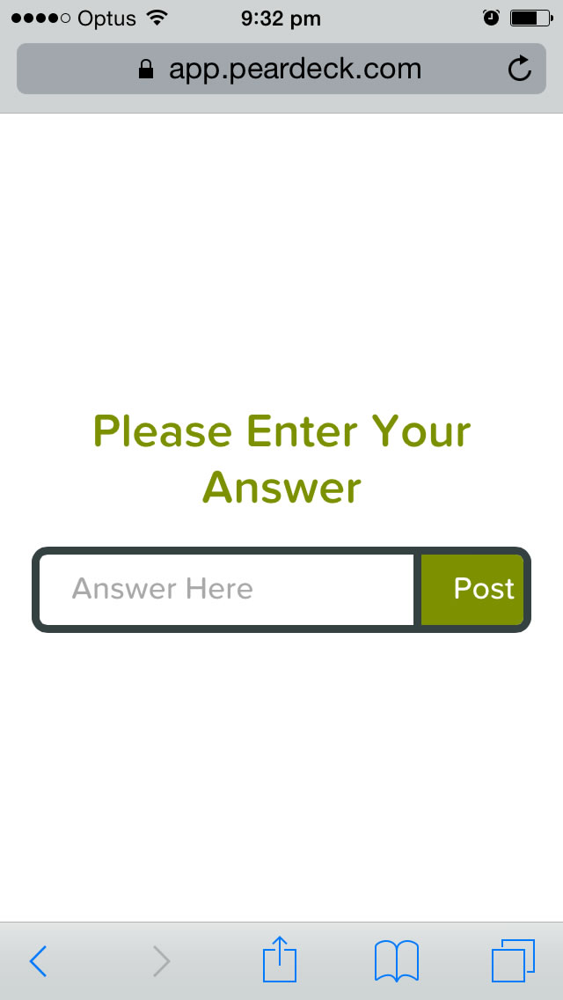 Optus 9:32 pm
app.peardeck.com
Please Enter Your
Answer
Answer Here Post